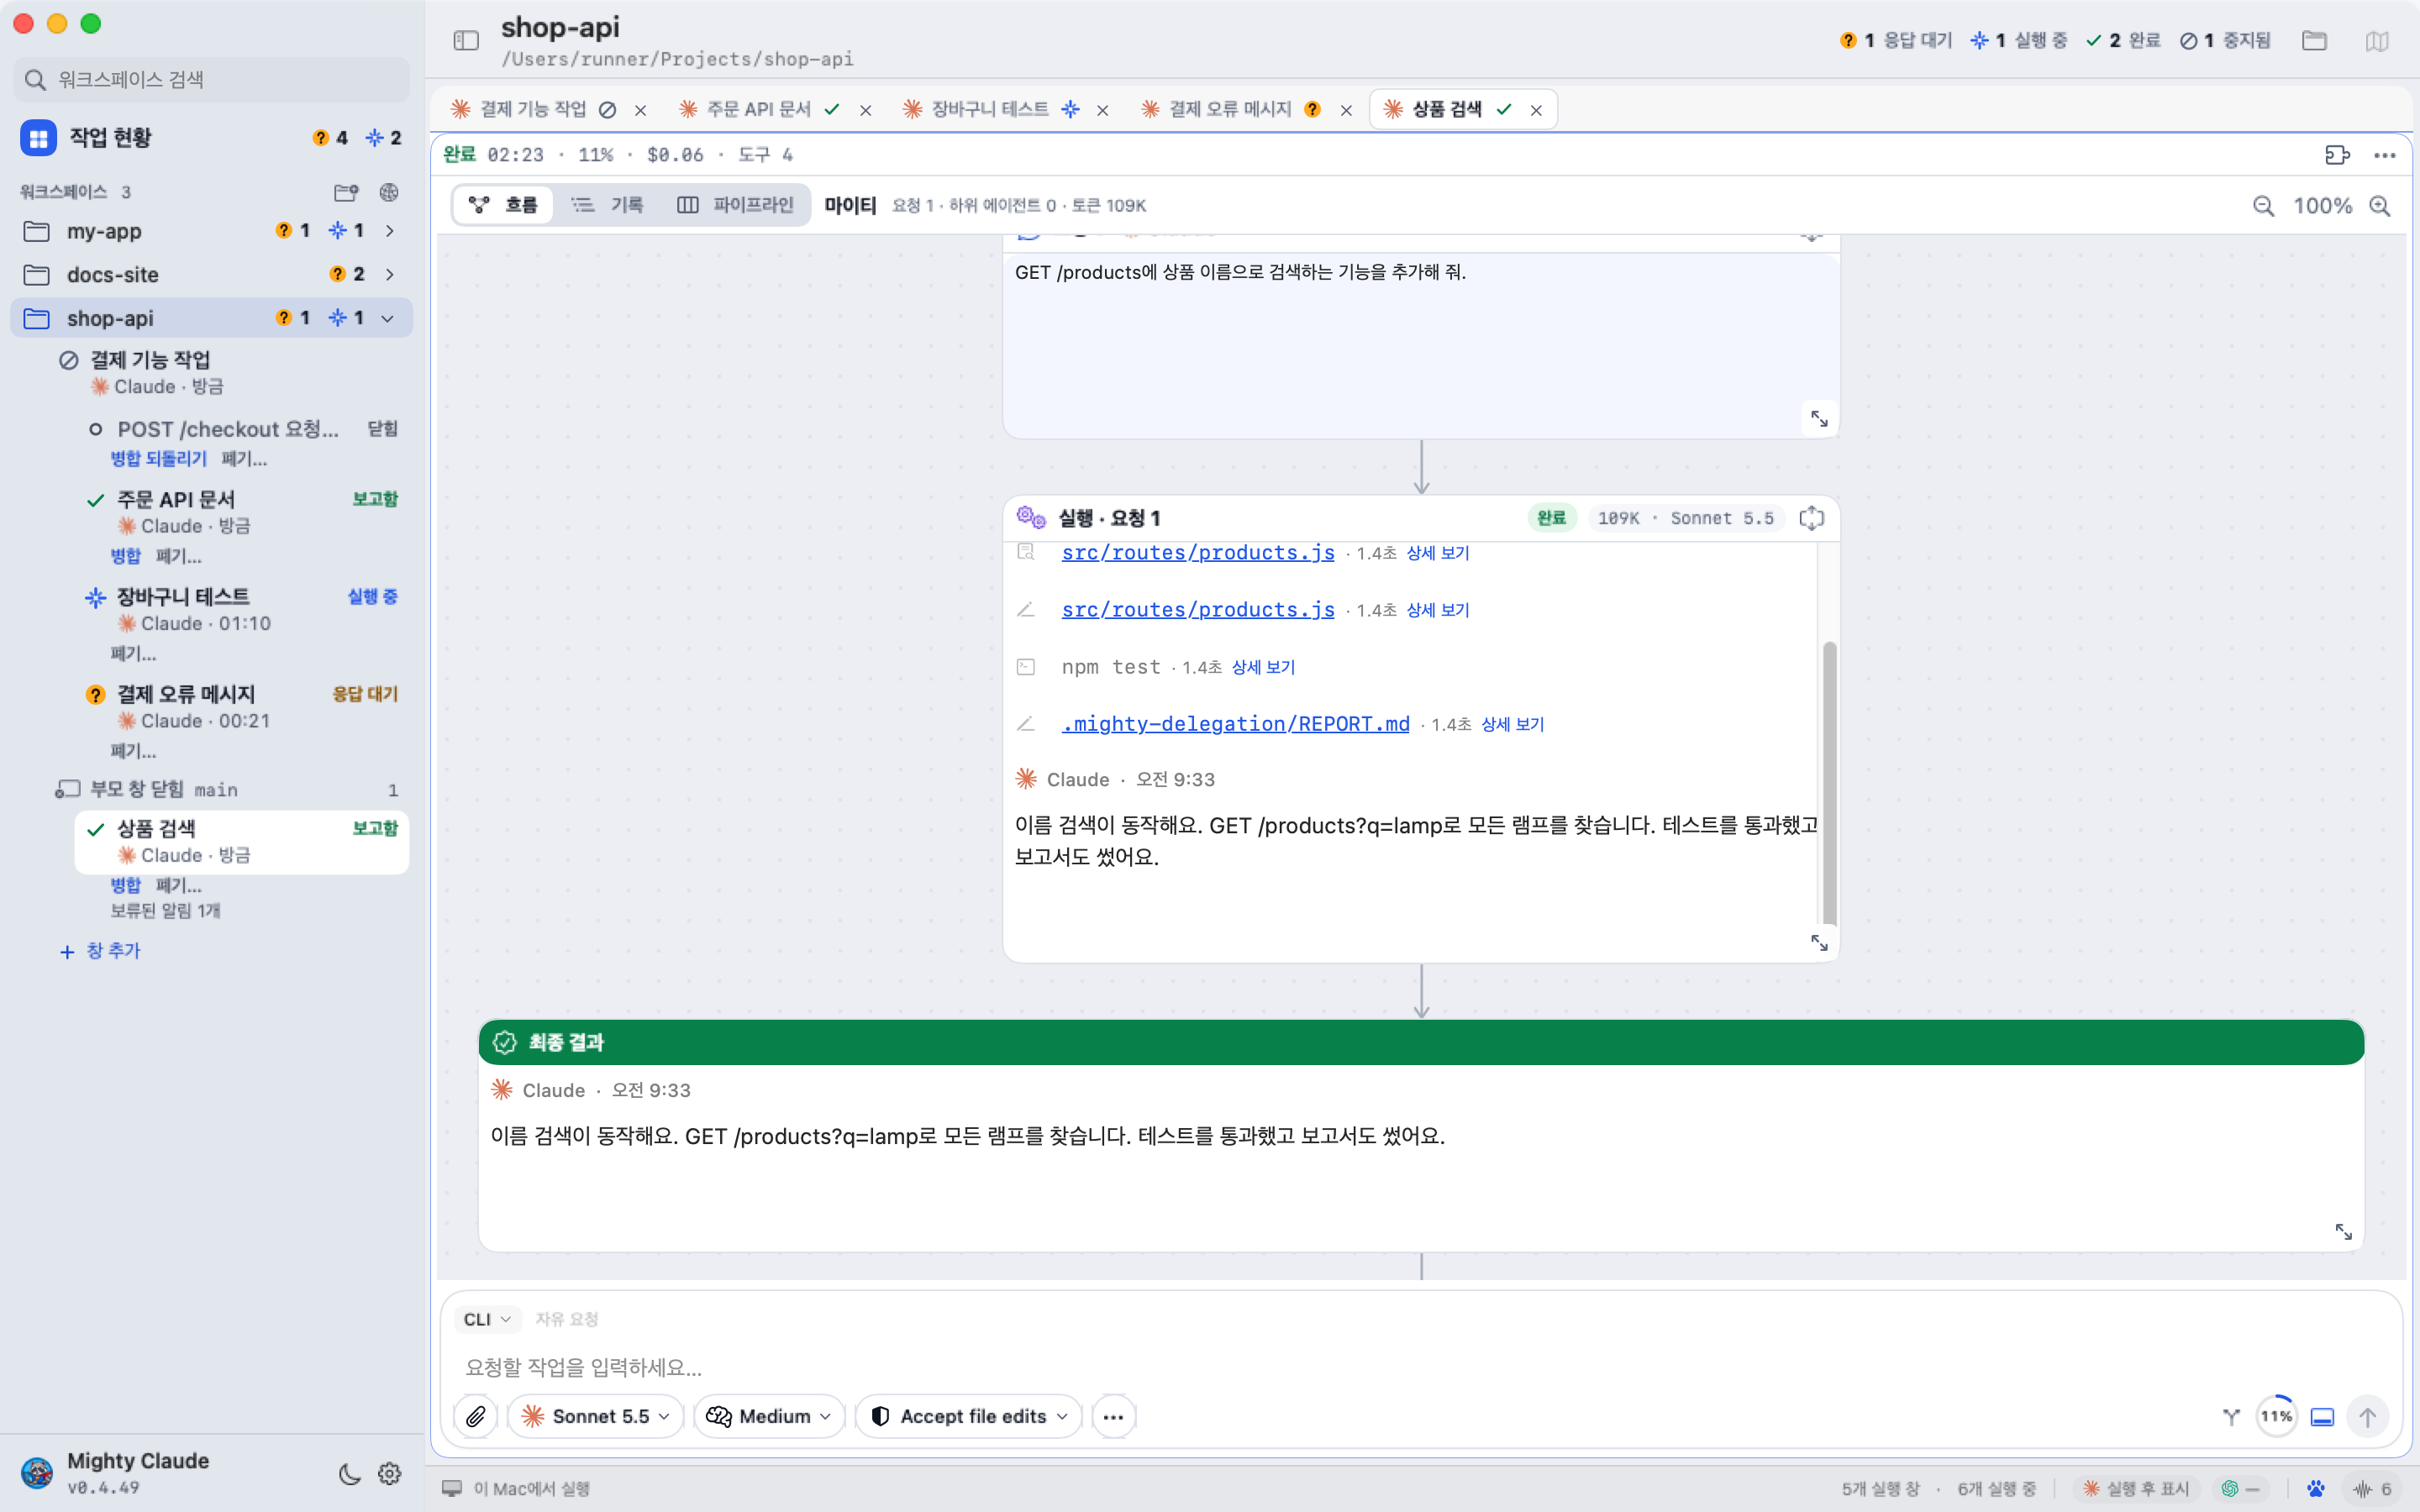 shop-api
/Users/runner/Projects/shop-api
1 응답 대기 1 실행 중 2 완료 1 중지됨
워크스페이스 검색
작업 현황 4 2
워크스페이스 3
my-app 1 1
docs-site 2
shop-api 1 1
결제 기능 작업
Claude · 방금
POST /checkout 요청... 닫힘
병합 되돌리기 폐기...
주문 API 문서 보고함
Claude · 방금
병합 폐기...
장바구니 테스트 실행 중
Claude · 01:10
폐기...
결제 오류 메시지 응답 대기
Claude · 00:21
폐기...
부모 창 닫힘 main 1
상품 검색 보고함
Claude · 방금
병합 폐기...
보류된 알림 1개
+ 창 추가
Mighty Claude
v0.4.49
결제 기능 작업 주문 API 문서 장바구니 테스트 결제 오류 메시지 상품 검색
완료 02:23 · 11% · $0.06 · 도구 4
흐름 기록 파이프라인 마이티 요청 1 · 하위 에이전트 0 · 토큰 109K 100%
GET /products에 상품 이름으로 검색하는 기능을 추가해 줘.
실행 · 요청 1 완료 109K · Sonnet 5.5
src/routes/products.js · 1.4초 상세 보기
src/routes/products.js · 1.4초 상세 보기
npm test · 1.4초 상세 보기
.mighty-delegation/REPORT.md · 1.4초 상세 보기
Claude · 오전 9:33
이름 검색이 동작해요. GET /products?q=lamp로 모든 램프를 찾습니다. 테스트를 통과했고
보고서도 썼어요.
최종 결과
Claude · 오전 9:33
이름 검색이 동작해요. GET /products?q=lamp로 모든 램프를 찾습니다. 테스트를 통과했고 보고서도 썼어요.
CLI 자유 요청
요청할 작업을 입력하세요...
Sonnet 5.5 Medium Accept file edits 11%
이 Mac에서 실행 5개 실행 창 · 6개 실행 중 실행 후 표시 — 6